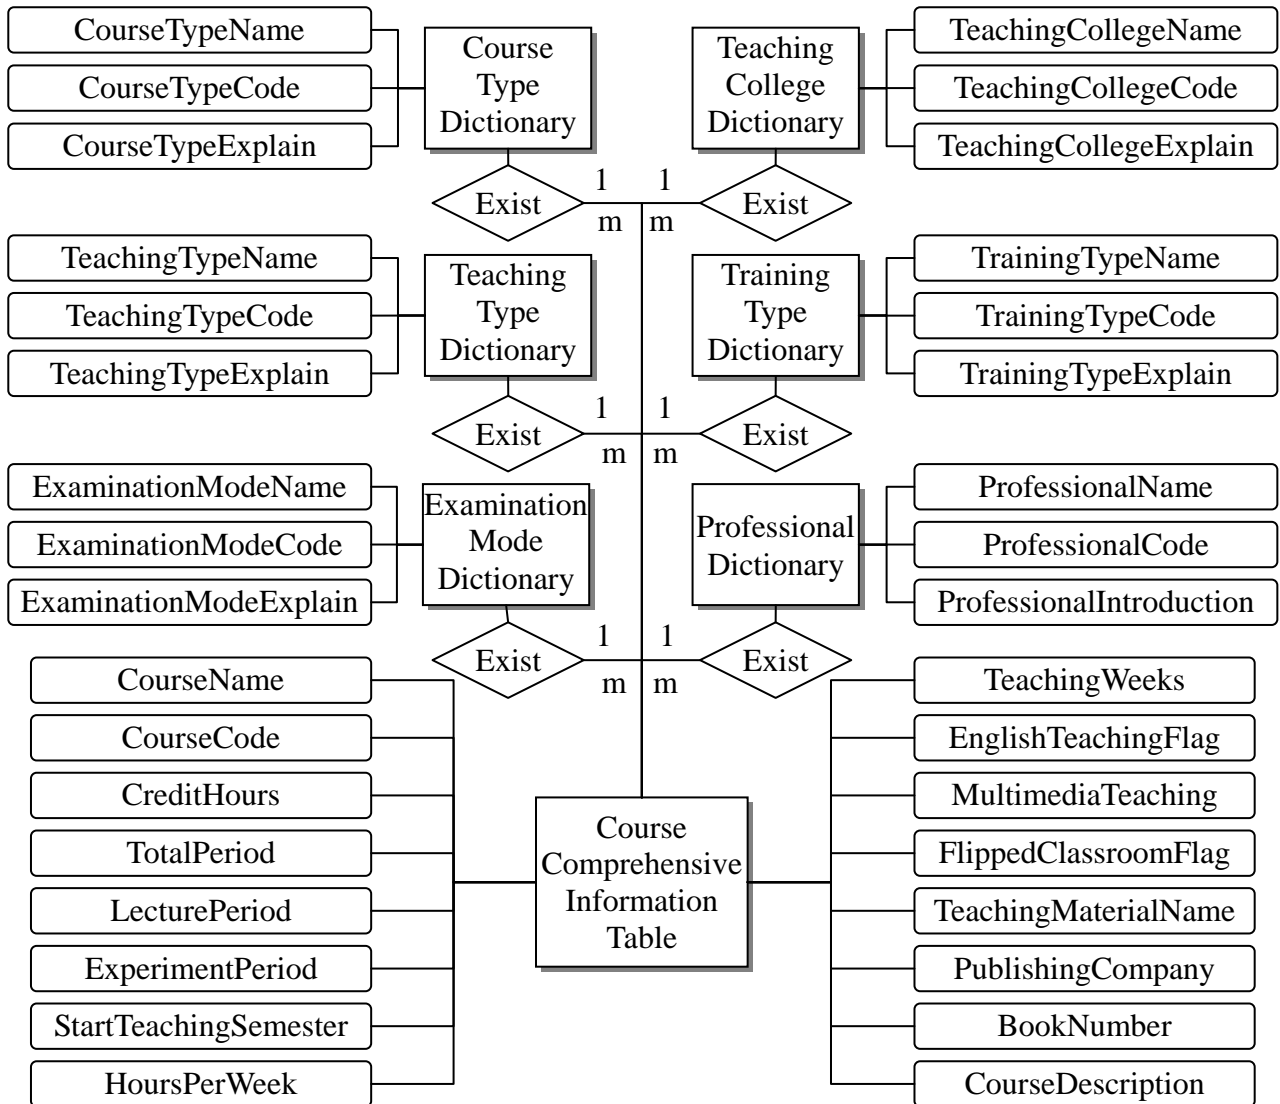 CourseTypeName
CourseTypeCode
CourseTypeExplain
Course
Type
Dictionary
Teaching
College
Dictionary
TeachingCollegeName
TeachingCollegeCode
TeachingCollegeExplain
Exist
1
m
1
m
Exist
TeachingTypeName
TeachingTypeCode
TeachingTypeExplain
Teaching
Type
Dictionary
Training
Type
Dictionary
TrainingTypeName
TrainingTypeCode
TrainingTypeExplain
Exist
1
m
1
m
Exist
ExaminationModeName
ExaminationModeCode
ExaminationModeExplain
Examination
Mode
Dictionary
Professional
Dictionary
ProfessionalName
ProfessionalCode
ProfessionalIntroduction
Exist
1
m
1
m
Exist
CourseName
CourseCode
CreditHours
TotalPeriod
LecturePeriod
ExperimentPeriod
StartTeachingSemester
HoursPerWeek
Course
Comprehensive
Information
Table
TeachingWeeks
EnglishTeachingFlag
MultimediaTeaching
FlippedClassroomFlag
TeachingMaterialName
PublishingCompany
BookNumber
CourseDescription